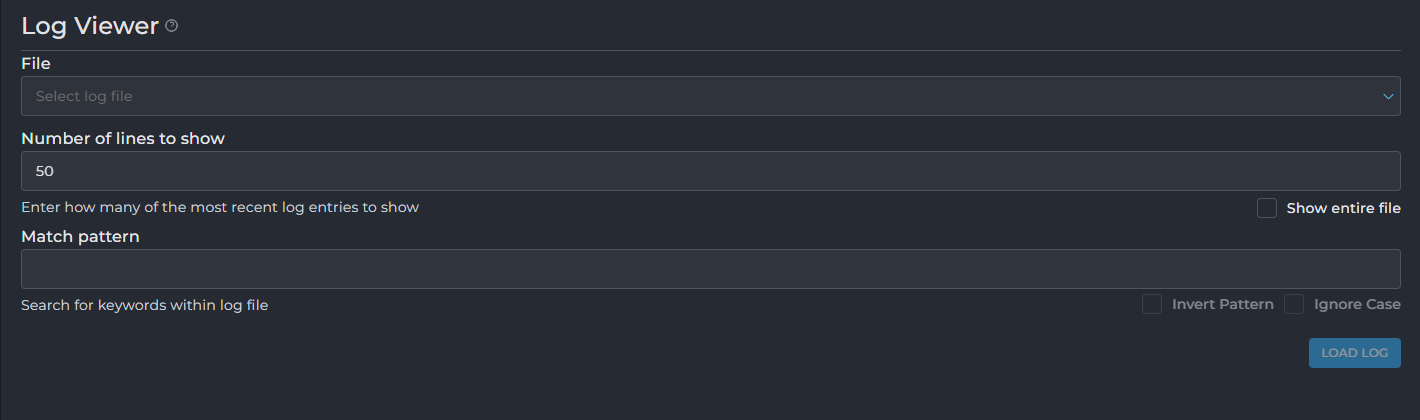 Log Viewer
File
Select log file
Number of lines to show
50
Enter how many of the most recent log entries to show
Show entire file
Match pattern
Search for keywords within log file
Invert Pattern
Ignore Case
LOAD LOG